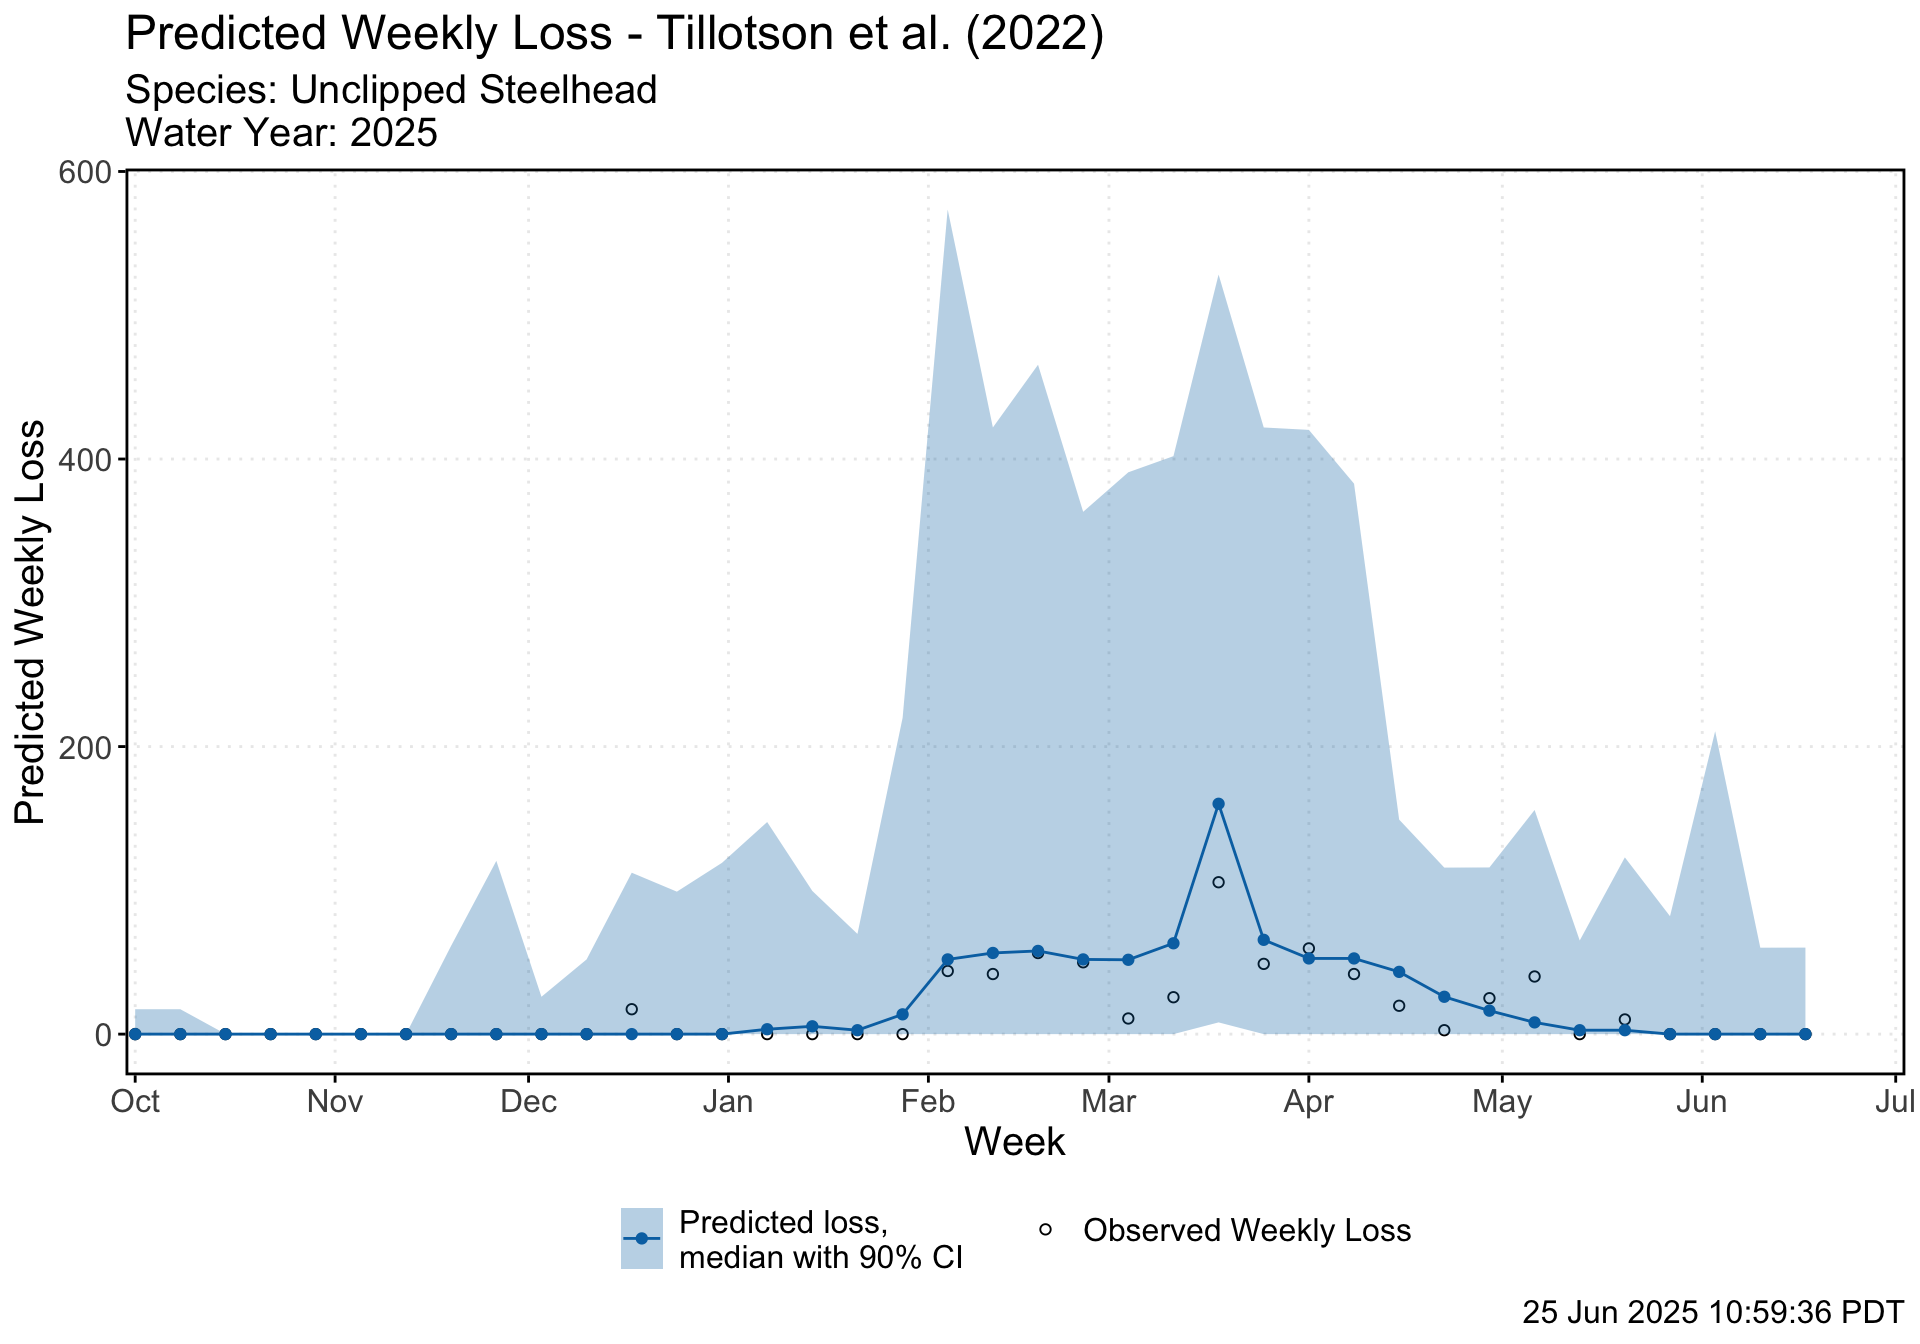 Predicted Weekly Loss - Tillotson et al. (2022)
Species: Unclipped Steelhead
Water Year: 2025
Predicted Weekly Loss
600
400
200
0
Oct Nov Dec Jan Feb Mar Apr May Jun Jul
Week
Predicted loss,
median with 90% CI
Observed Weekly Loss
25 Jun 2025 10:59:36 PDT